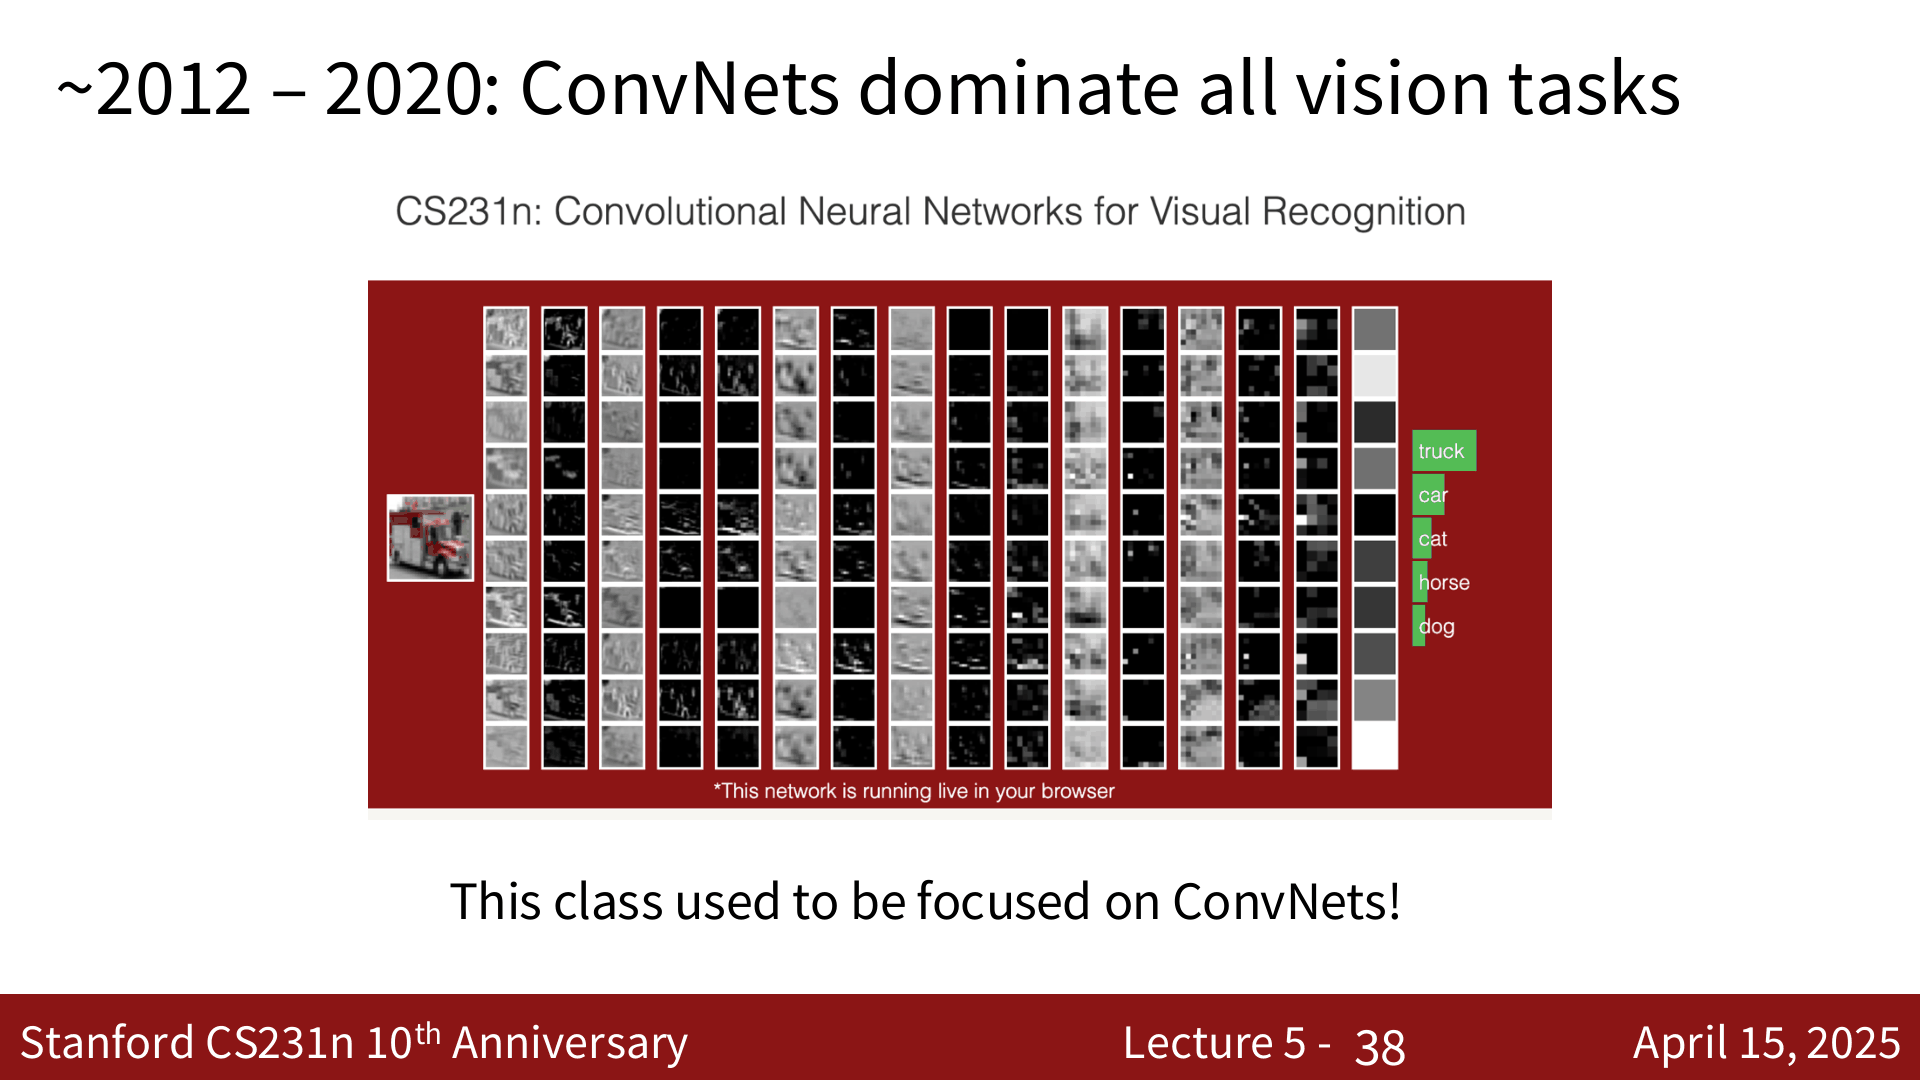 ~2012 – 2020: ConvNets dominate all vision tasks
CS231n: Convolutional Neural Networks for Visual Recognition
truck
car
cat
horse
dog
*This network is running live in your browser
This class used to be focused on ConvNets!
Stanford CS231n 10th Anniversary
Lecture 5 - 38
April 15, 2025